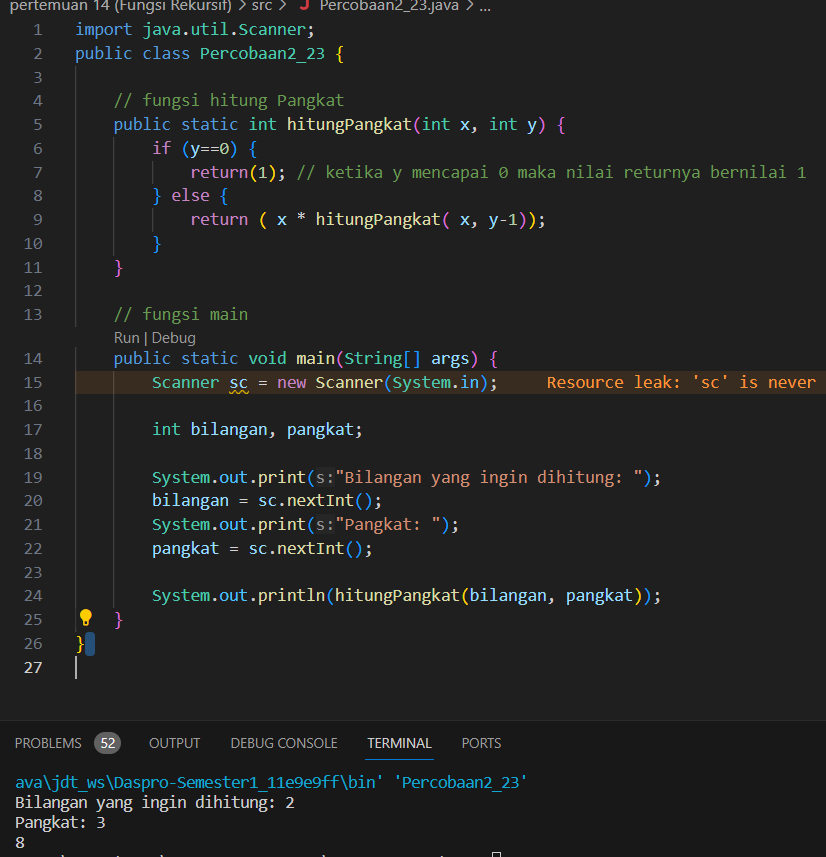 pertemuan 14 (Fungsi Rekursif) > src > J Percobaan2_23.java > ...
1 import java.util.Scanner;
2 public class Percobaan2_23 {
3
4 // fungsi hitung Pangkat
5 public static int hitungPangkat(int x, int y) {
6 if (y==0) {
7 return(1); // ketika y mencapai 0 maka nilai returnya bernilai 1
8 } else {
9 return ( x * hitungPangkat( x, y-1));
10 }
11 }
12
13 // fungsi main
Run | Debug
14 public static void main(String[] args) {
15 Scanner sc = new Scanner(System.in); Resource leak: 'sc' is never
16
17 int bilangan, pangkat;
18
19 System.out.print(s:"Bilangan yang ingin dihitung: ");
20 bilangan = sc.nextInt();
21 System.out.print(s:"Pangkat: ");
22 pangkat = sc.nextInt();
23
24 System.out.println(hitungPangkat(bilangan, pangkat));
25 }
26 }
27
PROBLEMS 52 OUTPUT DEBUG CONSOLE TERMINAL PORTS
ava\jdt_ws\Daspro-Semester1_11e9e9ff\bin' 'Percobaan2_23'
Bilangan yang ingin dihitung: 2
Pangkat: 3
8